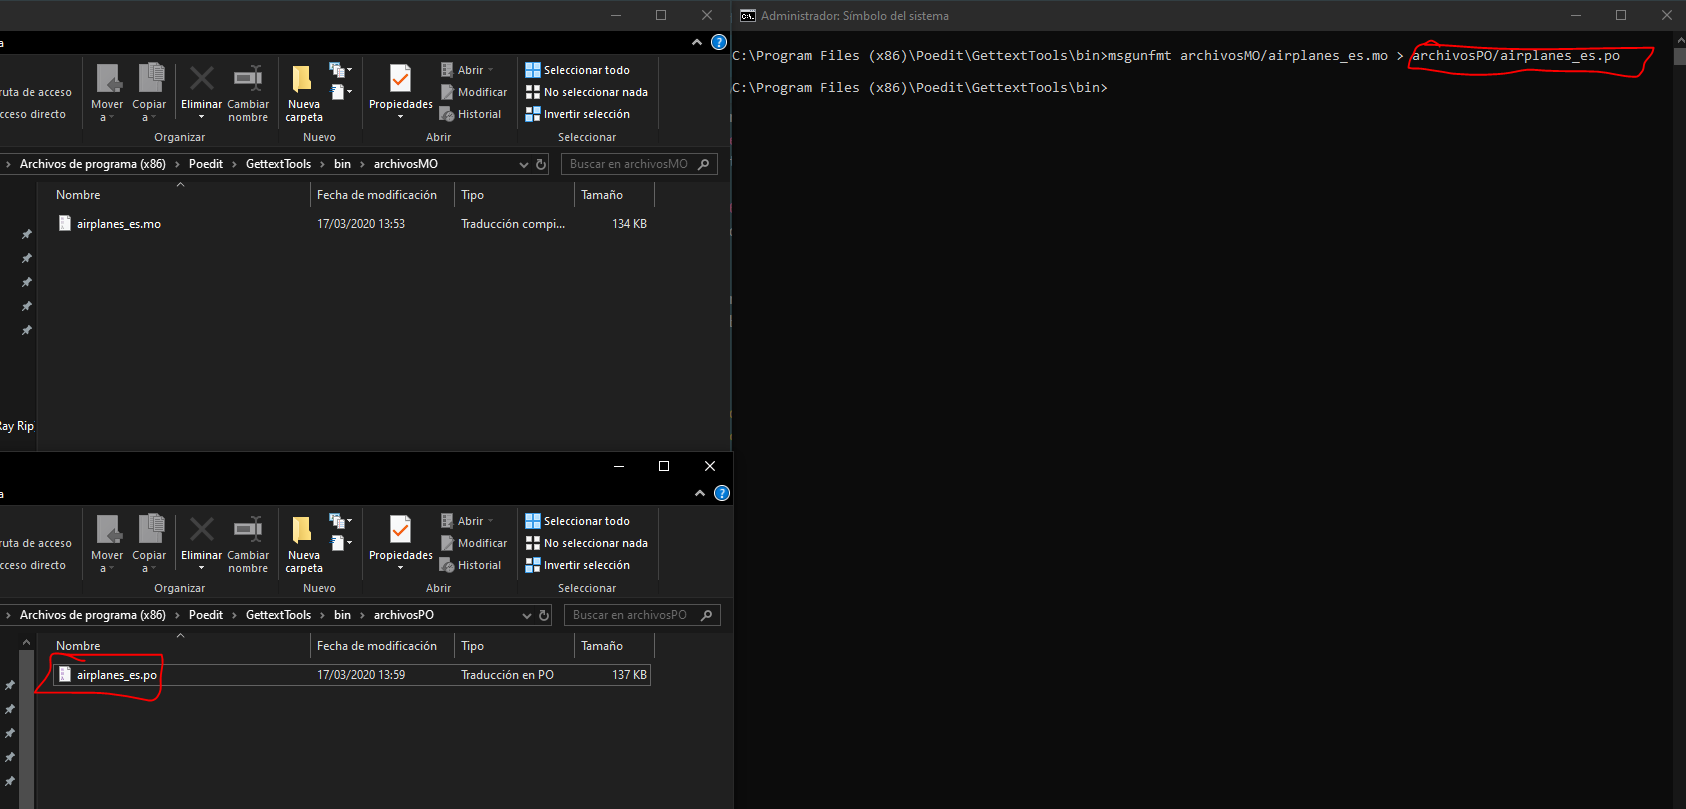 a
ruta de acceso
cceso directo
Mover
a
Copiar
a
Eliminar
Cambiar
nombre
Organizar
Nueva
carpeta
Nuevo
Propiedades
Abrir
Modificar
Historial
Abrir
Seleccionar todo
No seleccionar nada
Invertir selección
Seleccionar
Archivos de programa (x86) > Poedit > GettextTools > bin > archivosMO
Buscar en archivosMO
Nombre Fecha de modificación Tipo Tamaño
airplanes_es.mo 17/03/2020 13:53 Traducción compi... 134 KB
Ray Rip
a
ruta de acceso
cceso directo
Mover
a
Copiar
a
Eliminar
Cambiar
nombre
Organizar
Nueva
carpeta
Nuevo
Propiedades
Abrir
Modificar
Historial
Abrir
Seleccionar todo
No seleccionar nada
Invertir selección
Seleccionar
Archivos de programa (x86) > Poedit > GettextTools > bin > archivosPO
Buscar en archivosPO
Nombre Fecha de modificación Tipo Tamaño
airplanes_es.po 17/03/2020 13:59 Traducción en PO 137 KB
Administrador: Símbolo del sistema
C:\Program Files (x86)\Poedit\GettextTools\bin>msgunfmt archivosMO/airplanes_es.mo > archivosPO/airplanes_es.po
C:\Program Files (x86)\Poedit\GettextTools\bin>